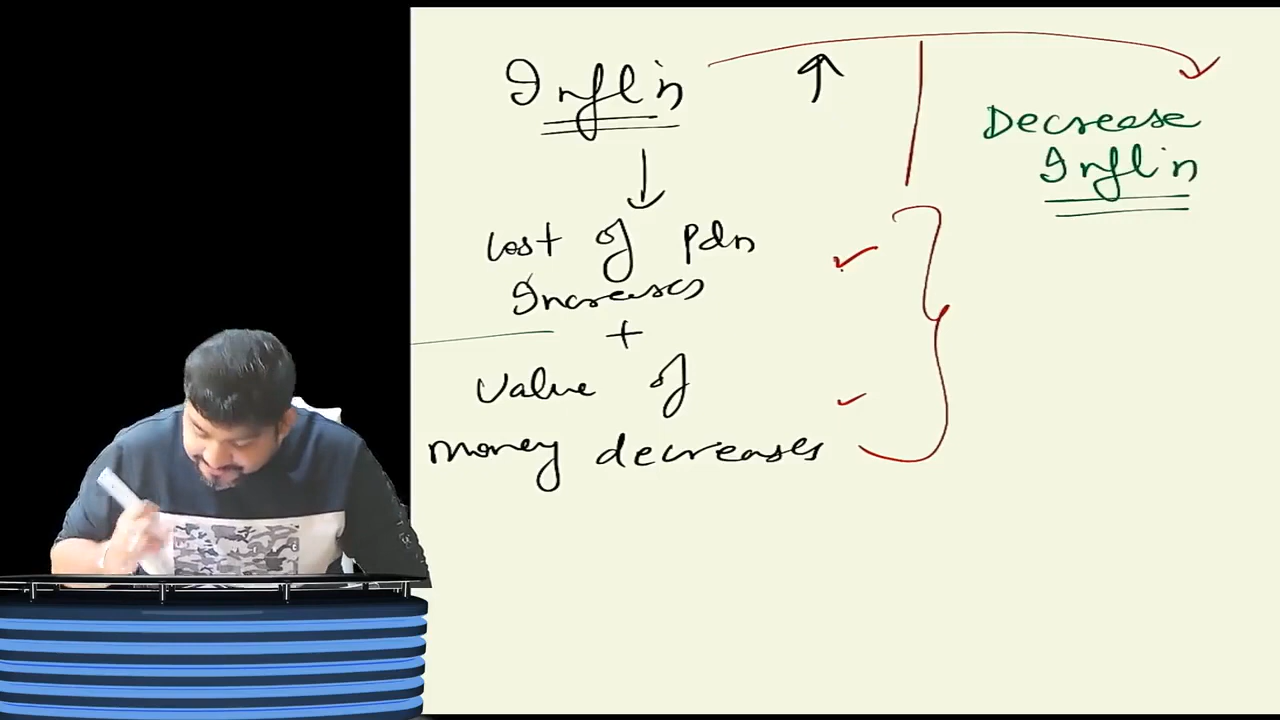 Infl'n ↑
↓
Cost of Pdn
Increases
+
Value of
money decreases
Decrease
Infl'n